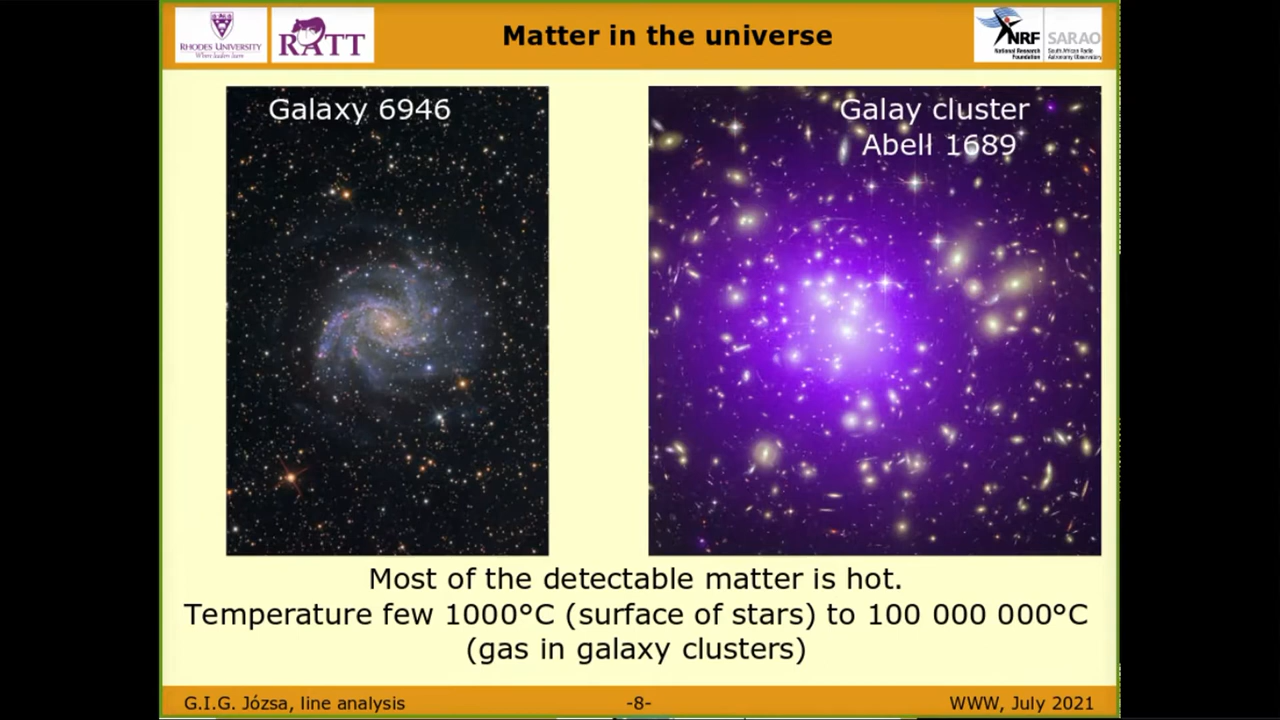 RHODES UNIVERSITY
Where leaders learn
RATT
Matter in the universe
NRF
National Research
Foundation
SARAO
South African Radio
Astronomy Observatory
Galaxy 6946
Galay cluster
Abell 1689
Most of the detectable matter is hot.
Temperature few 1000°C (surface of stars) to 100 000 000°C
(gas in galaxy clusters)
G.I.G. Józsa, line analysis
-8-
WWW, July 2021